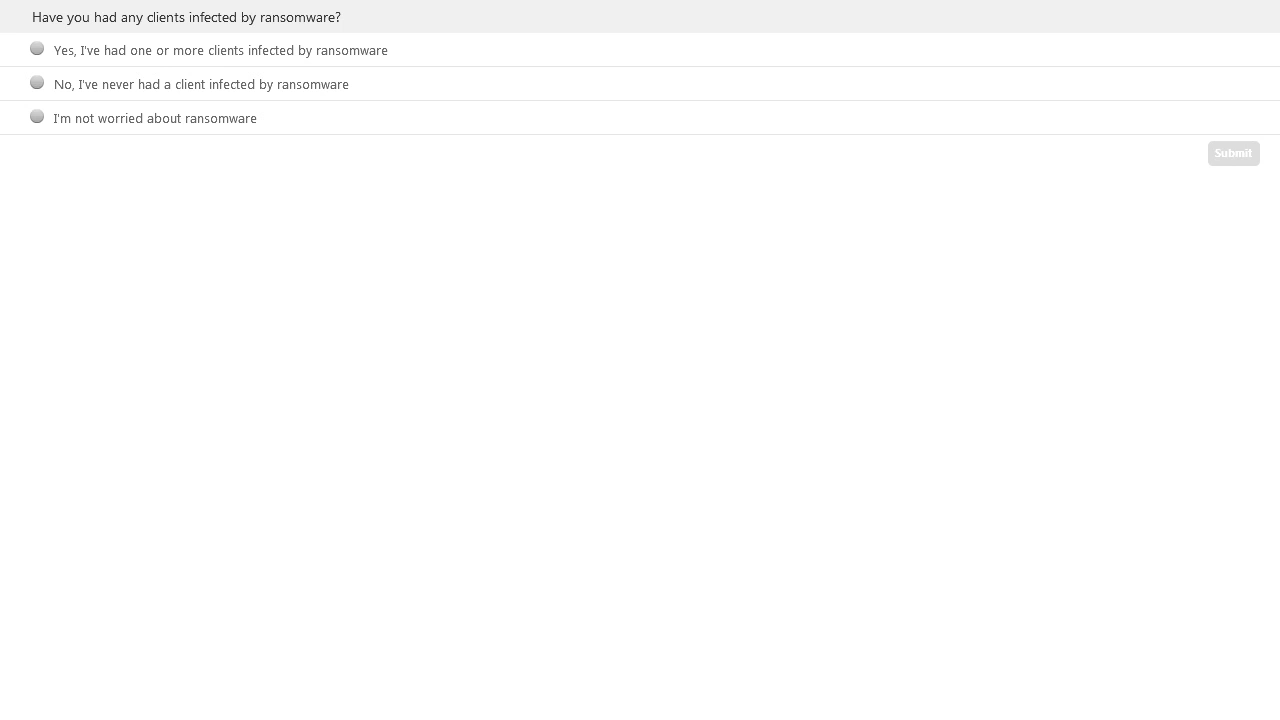 Have you had any clients infected by ransomware?
Yes, I've had one or more clients infected by ransomware
No, I've never had a client infected by ransomware
I'm not worried about ransomware
Submit